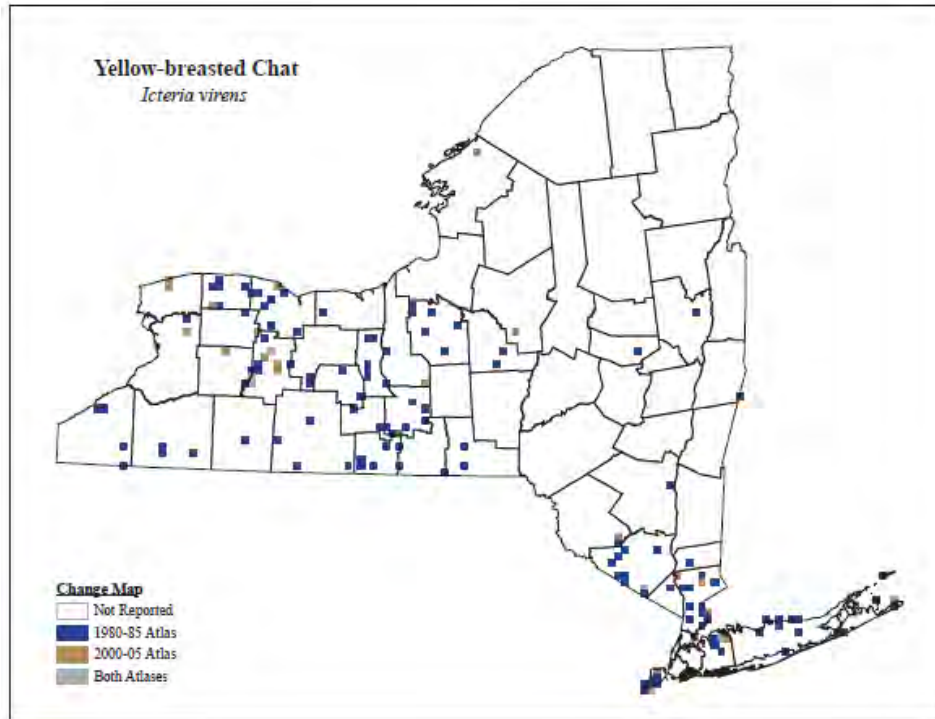 Yellow-breasted Chat
Icteria virens
Change Map
Not Reported
1980-85 Atlas
2000-05 Atlas
Both Atlases